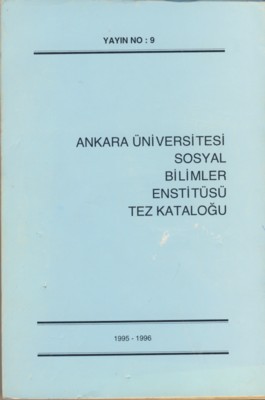 YAYIN NO : 9
ANKARA ÜNİVERSİTESİ
SOSYAL
BİLİMLER
ENSTİTÜSÜ
TEZ KATALOĞU
1995 - 1996